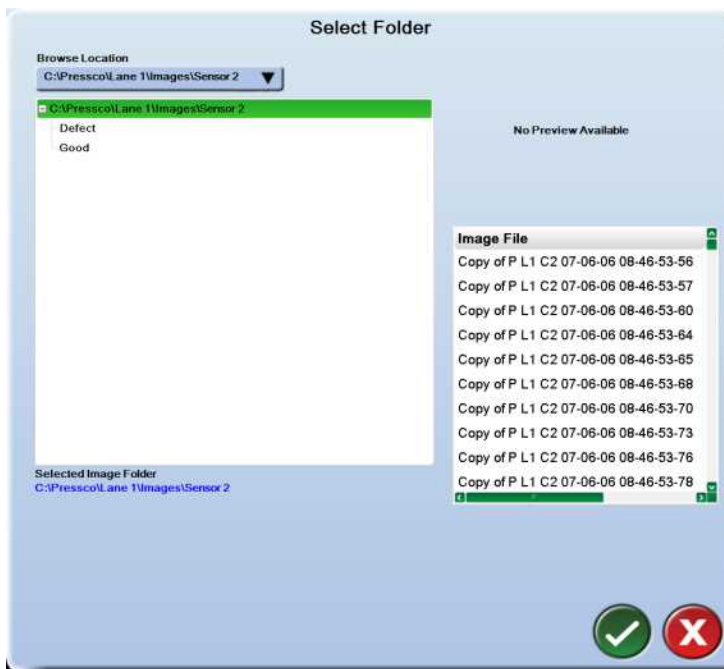 Select Folder
Browse Location
C:\Pressco\Lane 1\Images\Sensor 2
C:\Pressco\Lane 1\Images\Sensor 2
Defect
Good
No Preview Available
Image File
Copy of P L1 C2 07-06-06 08-46-53-56
Copy of P L1 C2 07-06-06 08-46-53-57
Copy of P L1 C2 07-06-06 08-46-53-60
Copy of P L1 C2 07-06-06 08-46-53-64
Copy of P L1 C2 07-06-06 08-46-53-65
Copy of P L1 C2 07-06-06 08-46-53-68
Copy of P L1 C2 07-06-06 08-46-53-70
Copy of P L1 C2 07-06-06 08-46-53-73
Copy of P L1 C2 07-06-06 08-46-53-76
Copy of P L1 C2 07-06-06 08-46-53-78
Selected Image Folder
C:\Pressco\Lane 1\Images\Sensor 2